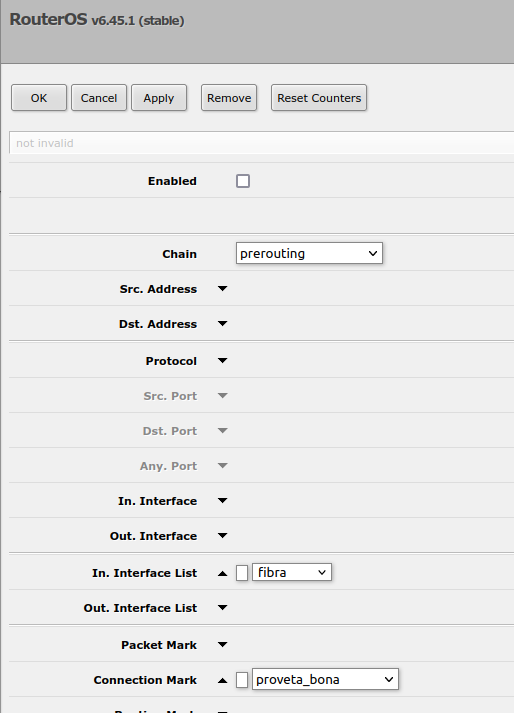 RouterOS v6.45.1 (stable)
OK Cancel Apply Remove Reset Counters
not invalid
Enabled
Chain prerouting
Src. Address
Dst. Address
Protocol
Src. Port
Dst. Port
Any. Port
In. Interface
Out. Interface
In. Interface List fibra
Out. Interface List
Packet Mark
Connection Mark proveta_bona